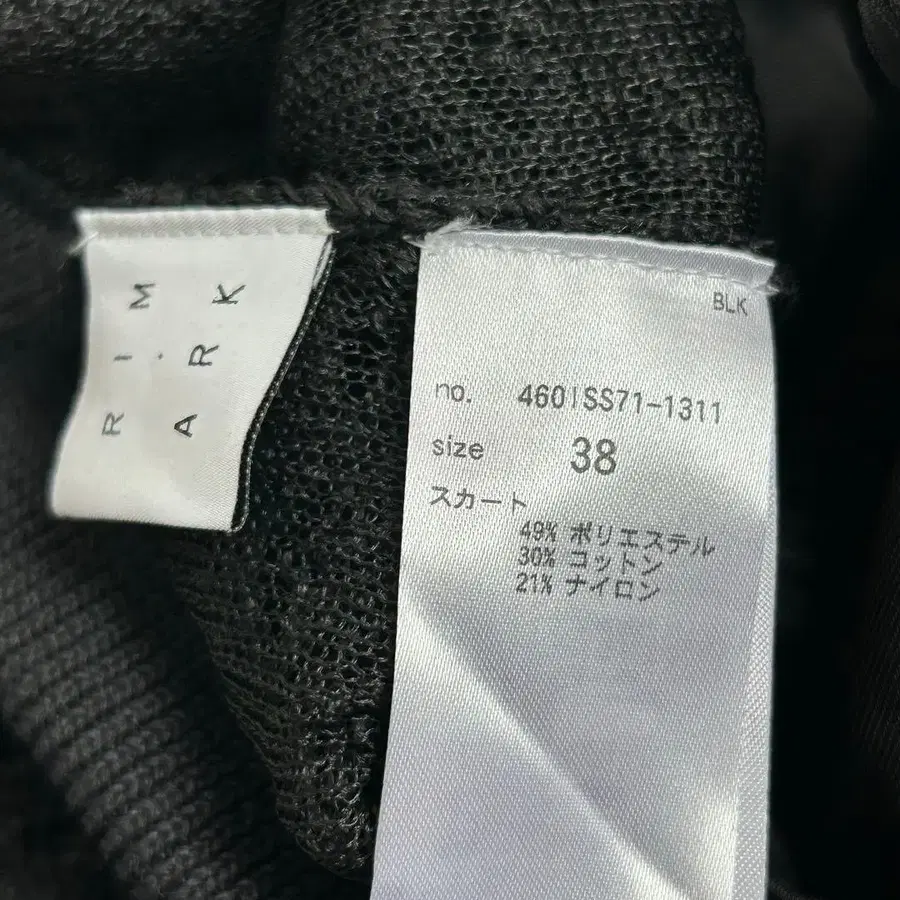 R I M
. A R K
BLK
no. 460ISS71-1311
size 38
スカート
49% ポリエステル
30% コットン
21% ナイロン